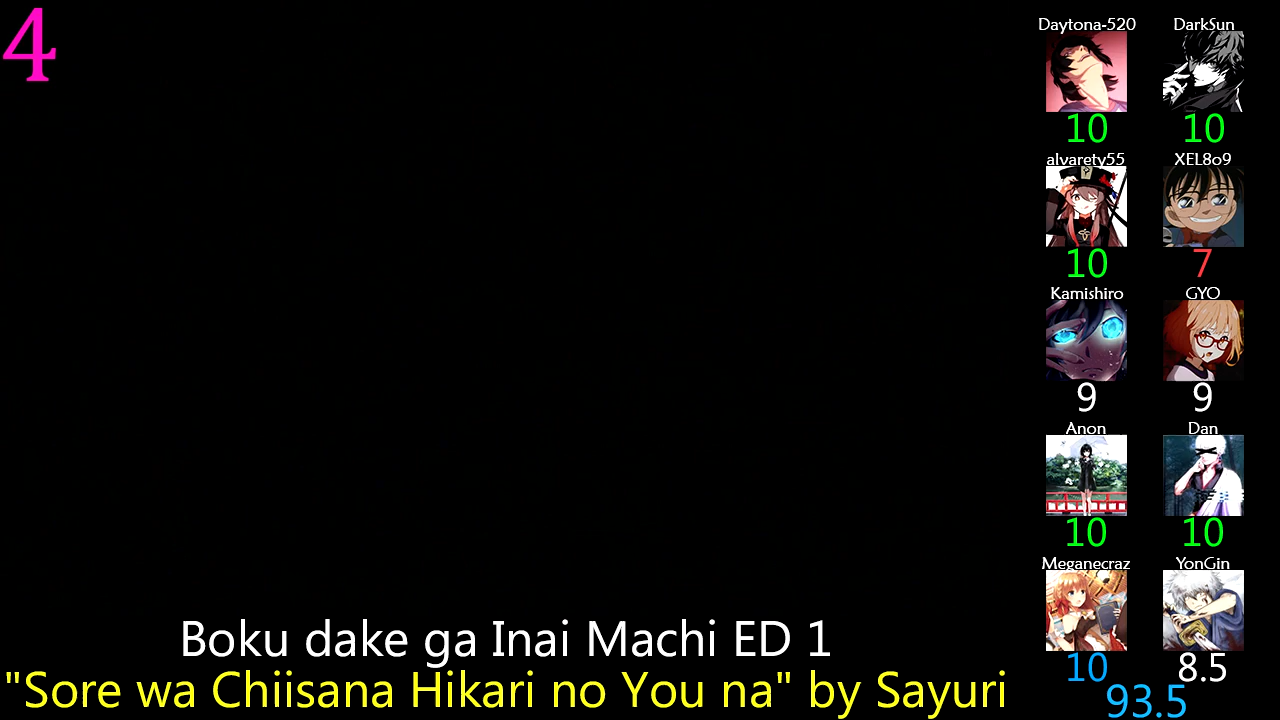 4
Daytona-520 DarkSun
10 10
alvarety55 XEL8o9
10 7
Kamishiro GYO
9 9
Anon Dan
10 10
Meganecraz YonGin
10 8.5
93.5
Boku dake ga Inai Machi ED 1
"Sore wa Chiisana Hikari no You na" by Sayuri